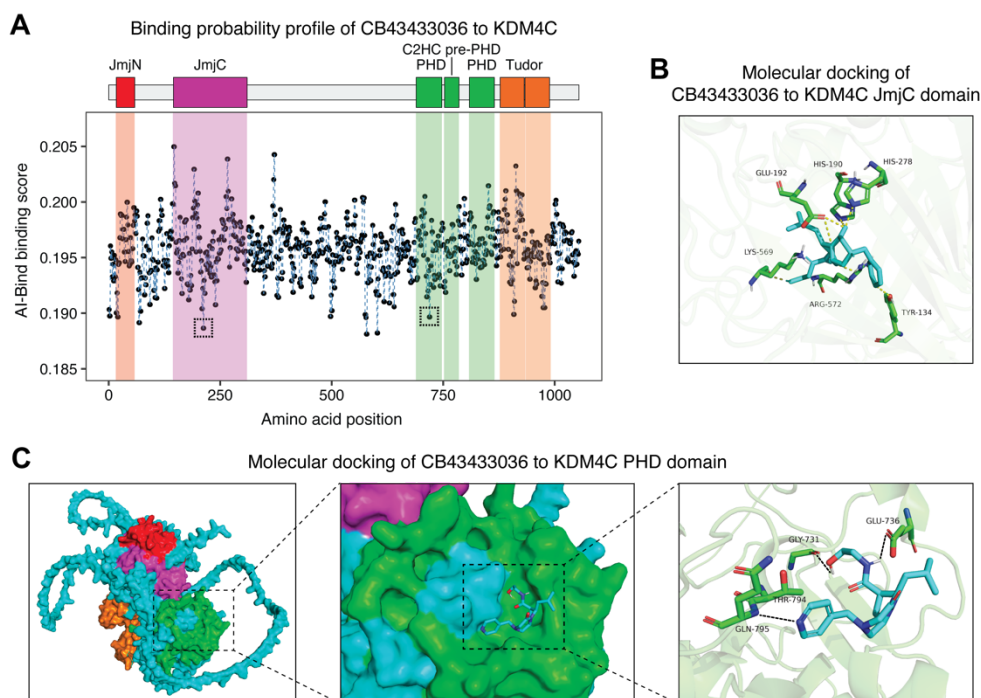 A
Binding probability profile of CB43433036 to KDM4C
C2HC pre-PHD
JmjN JmjC PHD PHD Tudor
AI-Bind binding score
0.205
0.200
0.195
0.190
0.185
0 250 500 750 1000
Amino acid position
B
Molecular docking of
CB43433036 to KDM4C JmjC domain
HIS-190
HIS-278
GLU-192
LYS-569
ARG-572
TYR-134
C
Molecular docking of CB43433036 to KDM4C PHD domain
GLU-736
GLY-731
THR-794
GLN-795